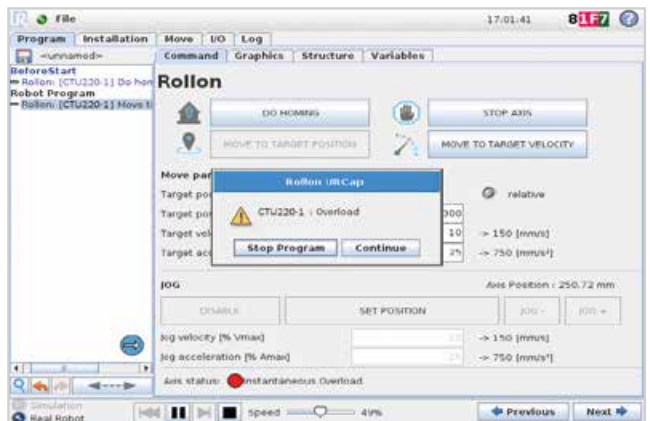 File 17:01:41 81F7
Program Installation Move I/O Log
<unnamed> Command Graphics Structure Variables
BeforeStart
Rollon: [CTU220-1] Do hom
Robot Program
Rollon: [CTU220-1] Move t
Rollon
DO HOMING STOP AXIS
MOVE TO TARGET POSITION MOVE TO TARGET VELOCITY
Move par
Rollon URCap
Target po relative
CTU220-1 : Overload
Target po 000
Target vel 10 -> 150 [mm/s]
Stop Program Continue
Target acc 25 -> 750 [mm/s²]
JOG Axis Position : 250.72 mm
DISABLE SET POSITION JOG - JOG +
Jog velocity [% Vmax] -> 150 [mm/s]
Jog acceleration [% Amax] -> 750 [mm/s²]
Axis status: Instantaneous Overload
Simulation
Real Robot Speed 49% Previous Next